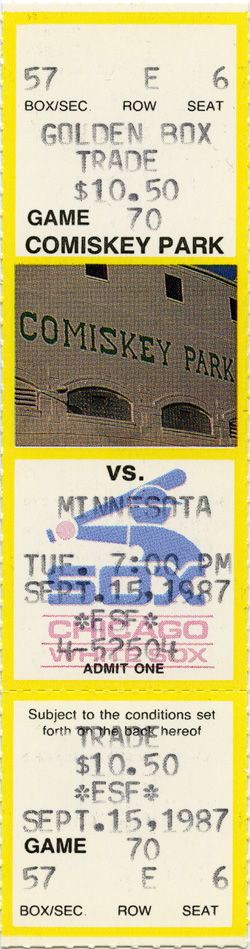 57 E 6
BOX/SEC. ROW SEAT
GOLDEN BOX
TRADE
$10.50
GAME 70
COMISKEY PARK
COMISKEY PARK
VS.
MINNESOTA
TUE. 7:00 PM
SEPT.15,1987
SOX
*ESF*
CHICAGO
4-52504
WHITE SOX
ADMIT ONE
Subject to the conditions set
forth on the back hereof
TRADE
$10.50
*ESF*
SEPT.15,1987
GAME 70
57 E 6
BOX/SEC. ROW SEAT